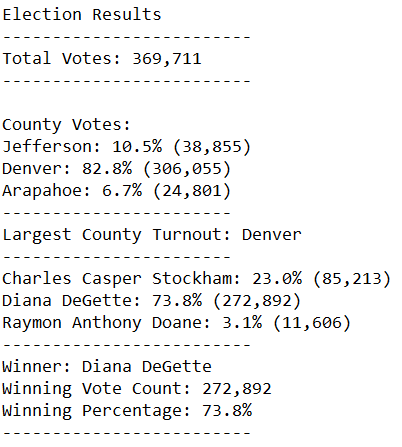 Election Results
-------------------------
Total Votes: 369,711
-------------------------
County Votes:
Jefferson: 10.5% (38,855)
Denver: 82.8% (306,055)
Arapahoe: 6.7% (24,801)
-----------------------
Largest County Turnout: Denver
-----------------------
Charles Casper Stockham: 23.0% (85,213)
Diana DeGette: 73.8% (272,892)
Raymon Anthony Doane: 3.1% (11,606)
-------------------------
Winner: Diana DeGette
Winning Vote Count: 272,892
Winning Percentage: 73.8%
-------------------------